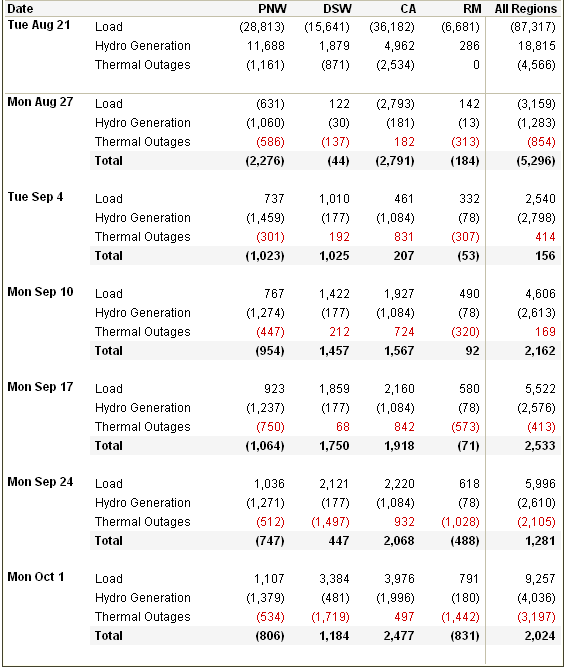 Date PNW DSW CA RM All Regions
Tue Aug 21 Load (28,813) (15,641) (36,182) (6,681) (87,317)
Hydro Generation 11,688 1,879 4,962 286 18,815
Thermal Outages (1,161) (871) (2,534) 0 (4,566)
Mon Aug 27 Load (631) 122 (2,793) 142 (3,159)
Hydro Generation (1,060) (30) (181) (13) (1,283)
Thermal Outages (586) (137) 182 (313) (854)
Total (2,276) (44) (2,791) (184) (5,296)
Tue Sep 4 Load 737 1,010 461 332 2,540
Hydro Generation (1,459) (177) (1,084) (78) (2,798)
Thermal Outages (301) 192 831 (307) 414
Total (1,023) 1,025 207 (53) 156
Mon Sep 10 Load 767 1,422 1,927 490 4,606
Hydro Generation (1,274) (177) (1,084) (78) (2,613)
Thermal Outages (447) 212 724 (320) 169
Total (954) 1,457 1,567 92 2,162
Mon Sep 17 Load 923 1,859 2,160 580 5,522
Hydro Generation (1,237) (177) (1,084) (78) (2,576)
Thermal Outages (750) 68 842 (573) (413)
Total (1,064) 1,750 1,918 (71) 2,533
Mon Sep 24 Load 1,036 2,121 2,220 618 5,996
Hydro Generation (1,271) (177) (1,084) (78) (2,610)
Thermal Outages (512) (1,497) 932 (1,028) (2,105)
Total (747) 447 2,068 (488) 1,281
Mon Oct 1 Load 1,107 3,384 3,976 791 9,257
Hydro Generation (1,379) (481) (1,996) (180) (4,036)
Thermal Outages (534) (1,719) 497 (1,442) (3,197)
Total (806) 1,184 2,477 (831) 2,024